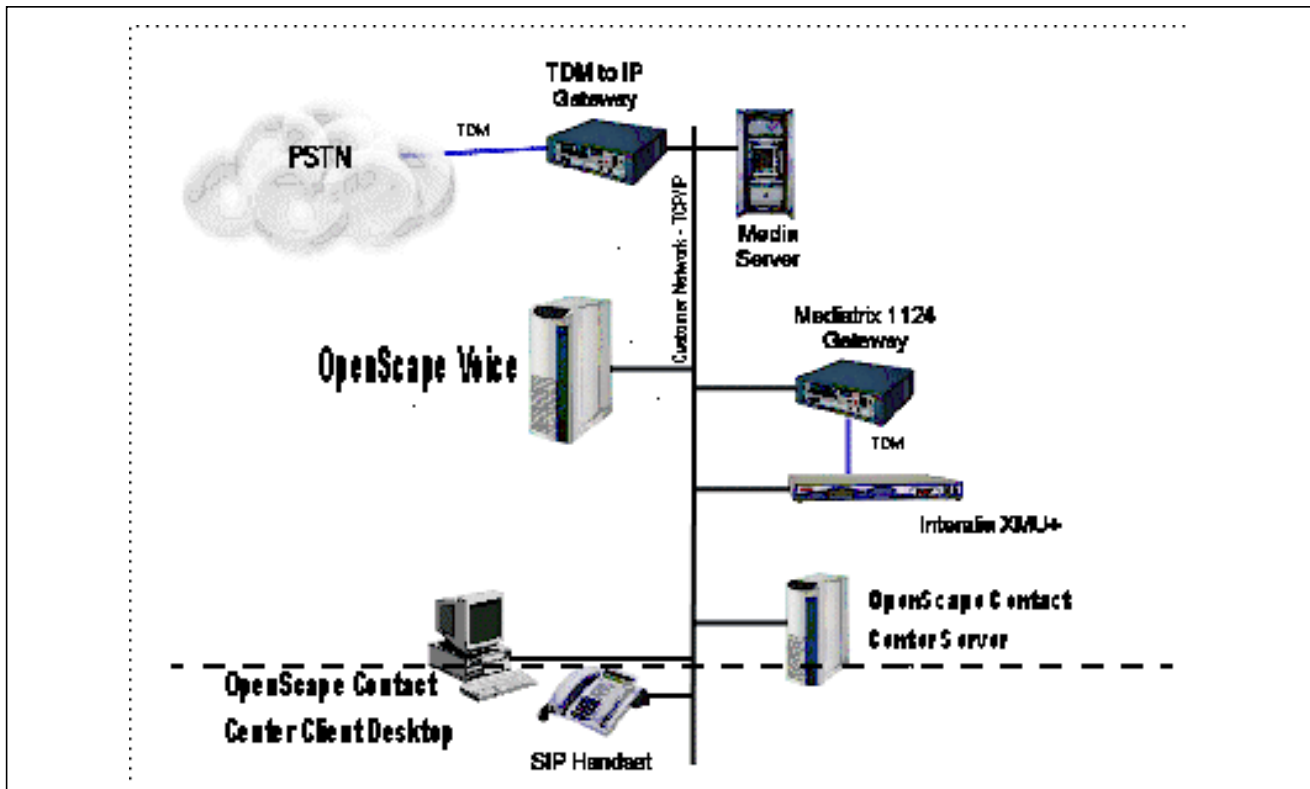 TDM to IP
Gateway
TDM
PSTN
Customer Network - TCP/IP
Media
Server
OpenScape Voice
Mediatrix 1124
Gateway
TDM
Interalia XMU+
OpenScape Contact
Center Server
OpenScape Contact
Center Client Desktop
SIP Handset